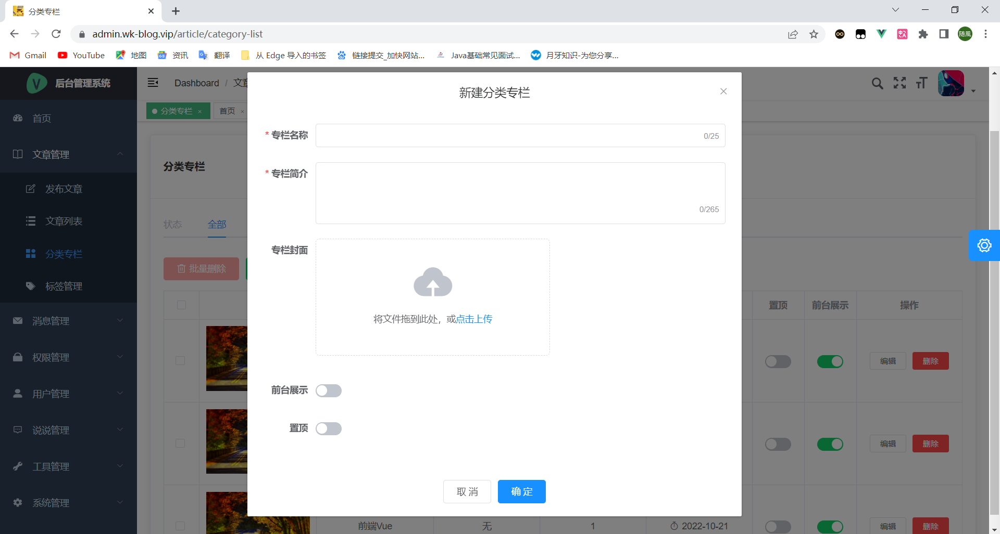 分类专栏
admin.wk-blog.vip/article/category-list
随風
Gmail
YouTube
地图
资讯
翻译
从 Edge 导入的书签
链接提交_加快网站...
Java基础常见面试...
月牙知识-为您分享...
后台管理系统
Dashboard / 文章
分类专栏 ×
首页 ×
首页
文章管理
发布文章
文章列表
分类专栏
标签管理
消息管理
权限管理
用户管理
说说管理
工具管理
系统管理
分类专栏
状态
全部
批量删除
新建分类专栏
* 专栏名称
0/25
* 专栏简介
0/265
专栏封面
将文件拖到此处，或点击上传
前台展示
置顶
取 消
确 定
置顶
前台展示
操作
编辑
删除
编辑
删除
前端Vue
无
1
2022-10-21
编辑
删除